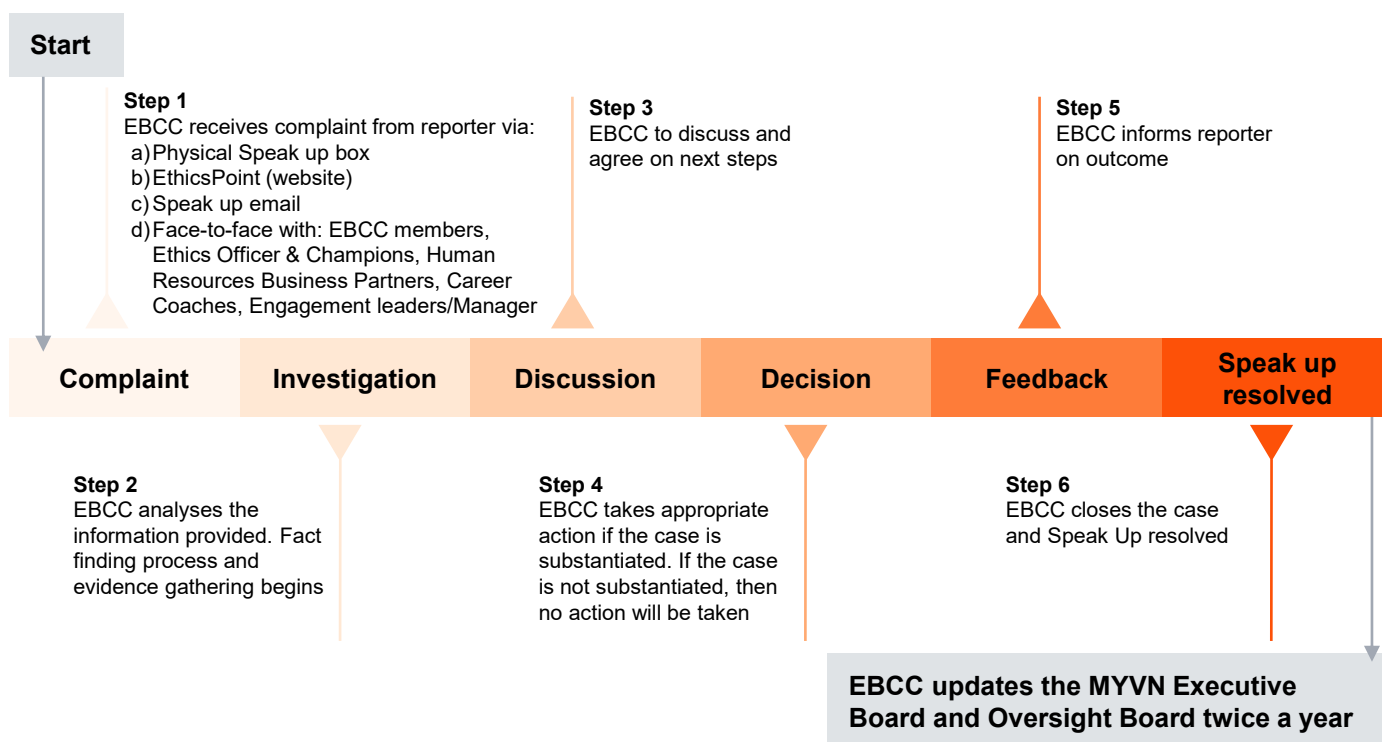 Start
Step 1
EBCC receives complaint from reporter via:
a) Physical Speak up box
b) EthicsPoint (website)
c) Speak up email
d) Face-to-face with: EBCC members,
Ethics Officer & Champions, Human
Resources Business Partners, Career
Coaches, Engagement leaders/Manager
Step 3
EBCC to discuss and
agree on next steps
Step 5
EBCC informs reporter
on outcome
Complaint
Investigation
Discussion
Decision
Feedback
Speak up
resolved
Step 2
EBCC analyses the
information provided. Fact
finding process and
evidence gathering begins
Step 4
EBCC takes appropriate
action if the case is
substantiated. If the case
is not substantiated, then
no action will be taken
Step 6
EBCC closes the case
and Speak Up resolved
EBCC updates the MYVN Executive
Board and Oversight Board twice a year